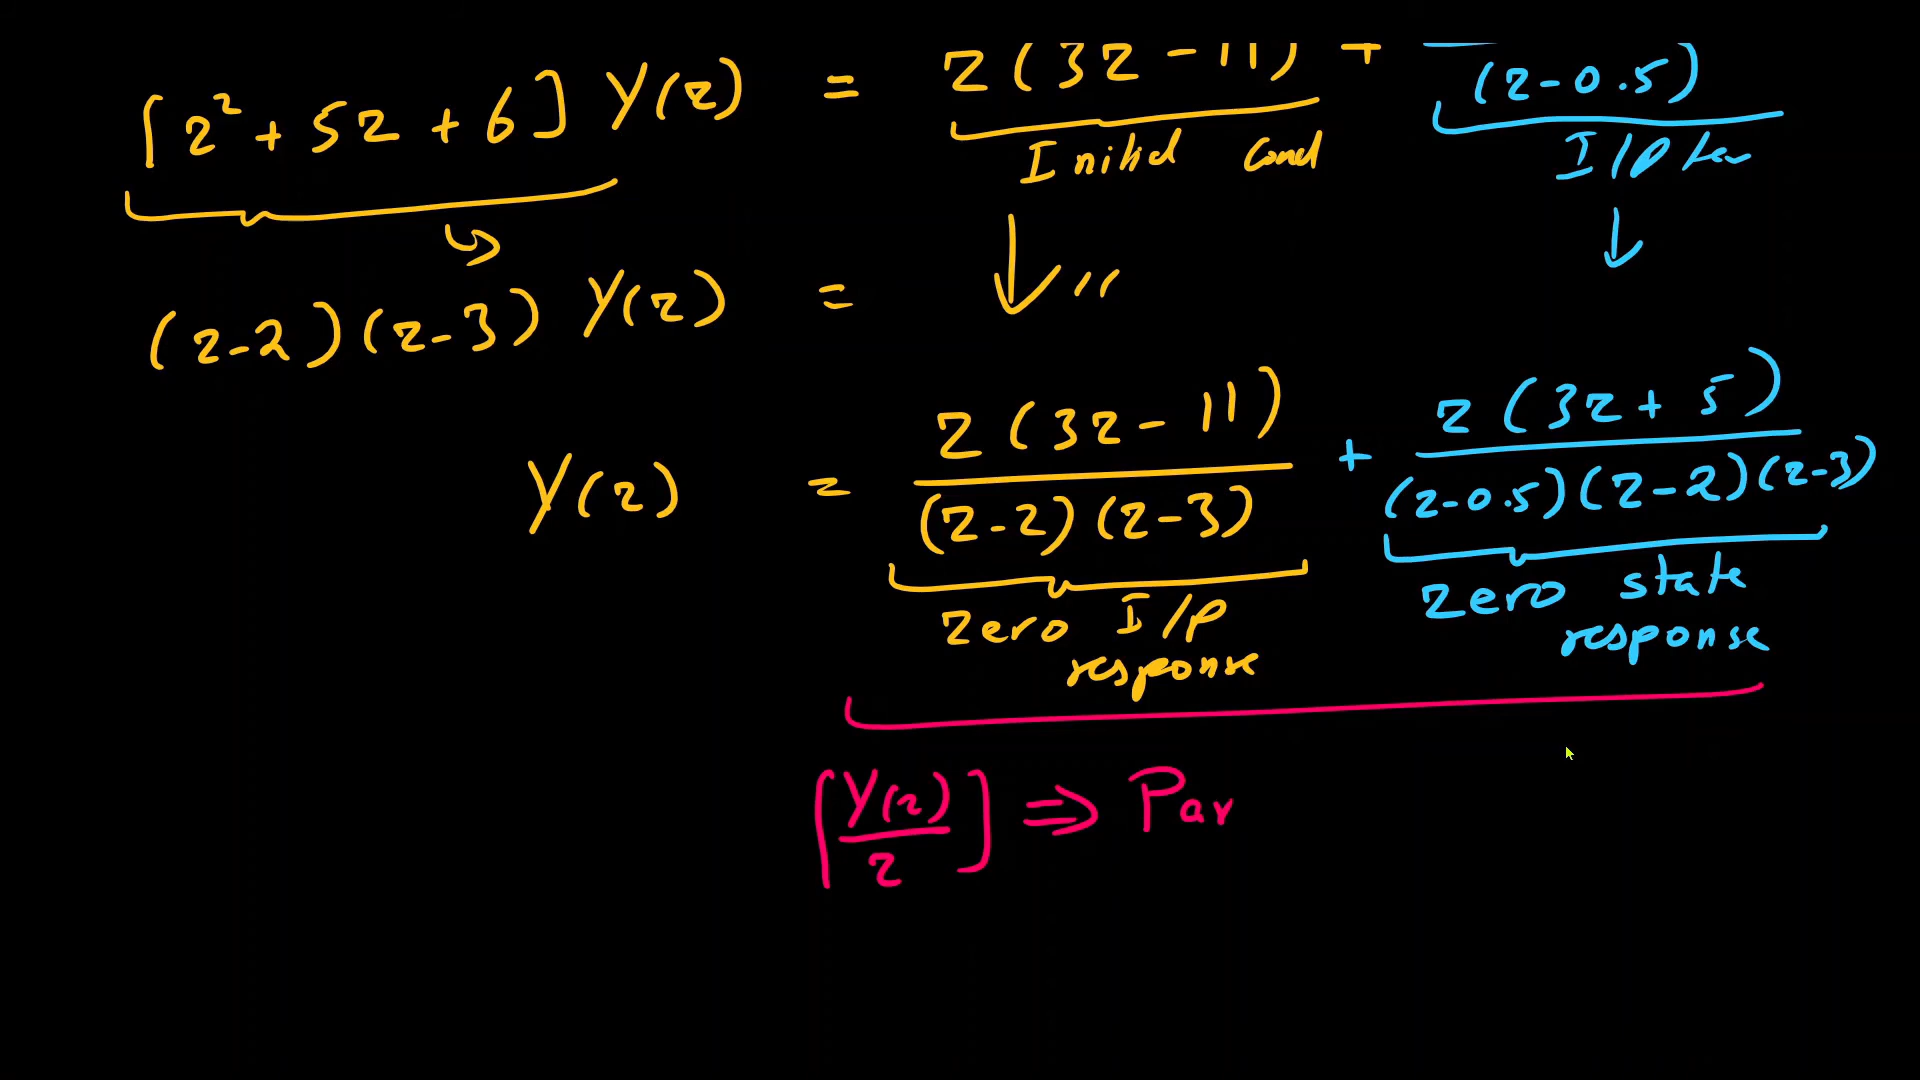 [z² + 5z + 6] Y(z) = z(3z - 11) +
(z - 0.5)
Initial Cond
I/P
(z - 2)(z - 3) Y(z) = 〃
Y(z) = z(3z - 11) / (z - 2)(z - 3) + z(3z + 5) / (z - 0.5)(z - 2)(z - 3)
zero I/P response
zero state response
[Y(z) / z] ⇒ Par